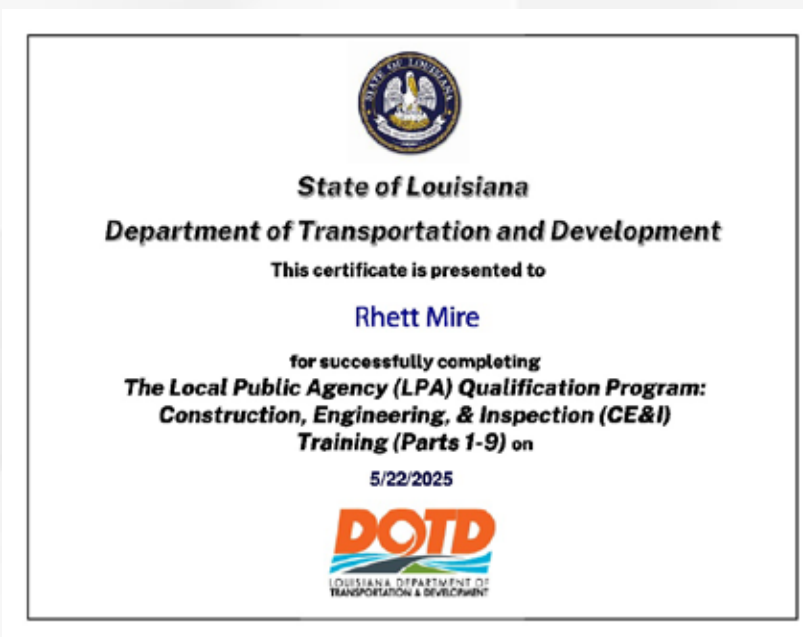 STATE OF LOUISIANA
State of Louisiana
Department of Transportation and Development
This certificate is presented to
Rhett Mire
for successfully completing
The Local Public Agency (LPA) Qualification Program:
Construction, Engineering, & Inspection (CE&I)
Training (Parts 1-9) on
5/22/2025
DOTD
LOUISIANA DEPARTMENT OF
TRANSPORTATION & DEVELOPMENT